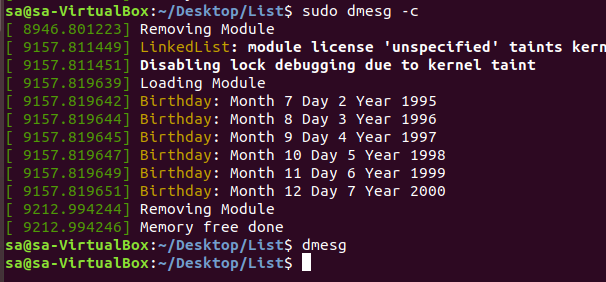 sa@sa-VirtualBox:~/Desktop/List$ sudo dmesg -c
[ 8946.801223] Removing Module
[ 9157.811449] LinkedList: module license 'unspecified' taints kern
[ 9157.811451] Disabling lock debugging due to kernel taint
[ 9157.819639] Loading Module
[ 9157.819642] Birthday: Month 7 Day 2 Year 1995
[ 9157.819644] Birthday: Month 8 Day 3 Year 1996
[ 9157.819645] Birthday: Month 9 Day 4 Year 1997
[ 9157.819647] Birthday: Month 10 Day 5 Year 1998
[ 9157.819649] Birthday: Month 11 Day 6 Year 1999
[ 9157.819651] Birthday: Month 12 Day 7 Year 2000
[ 9212.994244] Removing Module
[ 9212.994246] Memory free done
sa@sa-VirtualBox:~/Desktop/List$ dmesg
sa@sa-VirtualBox:~/Desktop/List$